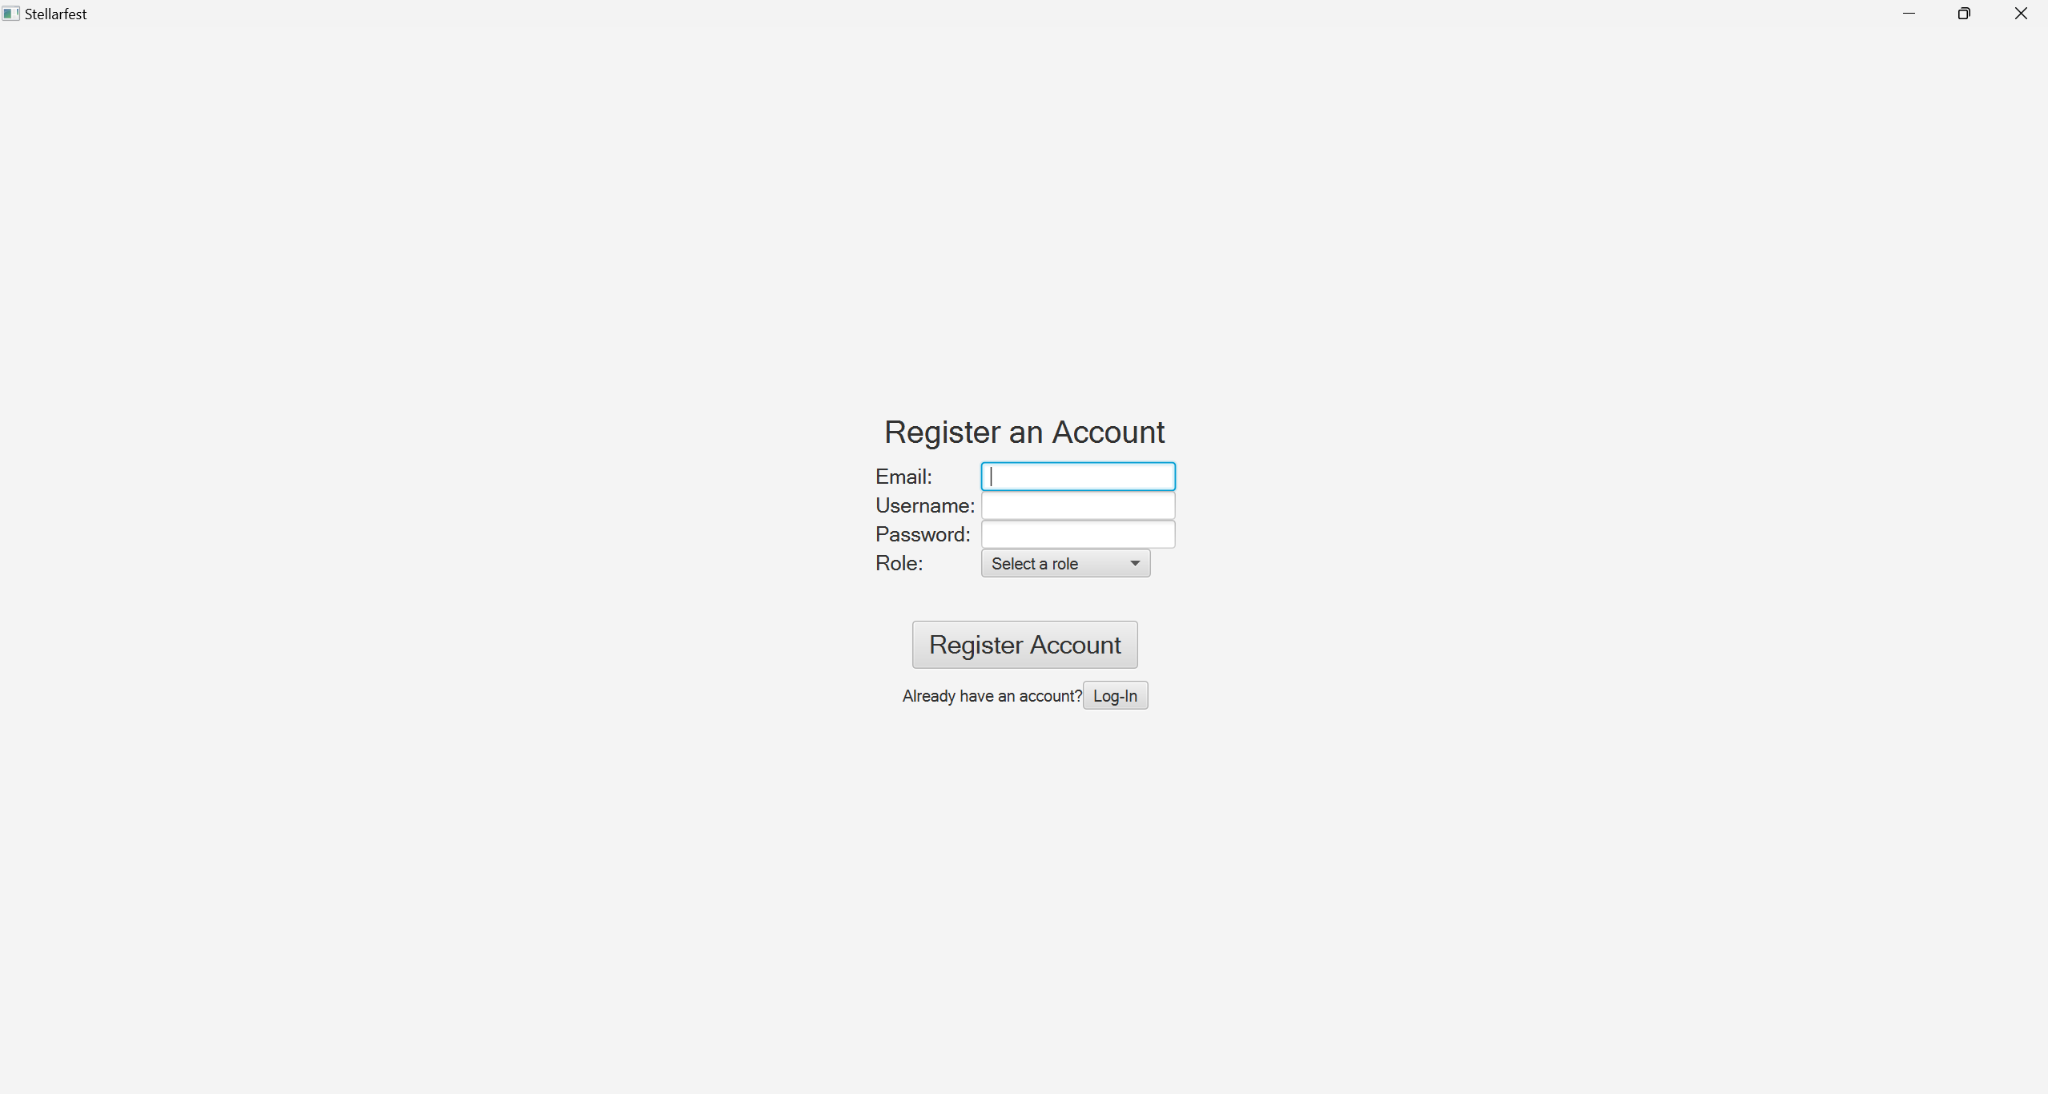 Stellarfest
Register an Account
Email:
Username:
Password:
Role: Select a role
Register Account
Already have an account? Log-In